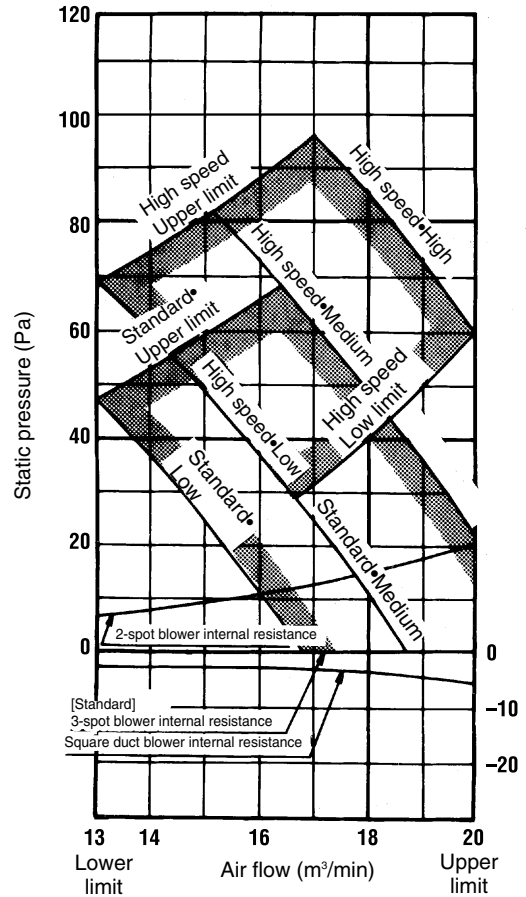 120
100
80
60
40
20
0
Static pressure (Pa)
High speed
Upper limit
High speed•High
High speed•Medium
Standard•
Upper limit
High speed
Low limit
High speed•Low
Standard•
Low
Standard•Medium
2-spot blower internal resistance
0
-10
-20
[Standard]
3-spot blower internal resistance
Square duct blower internal resistance
13 14 16 18 20
Lower
limit
Air flow (m³/min)
Upper
limit